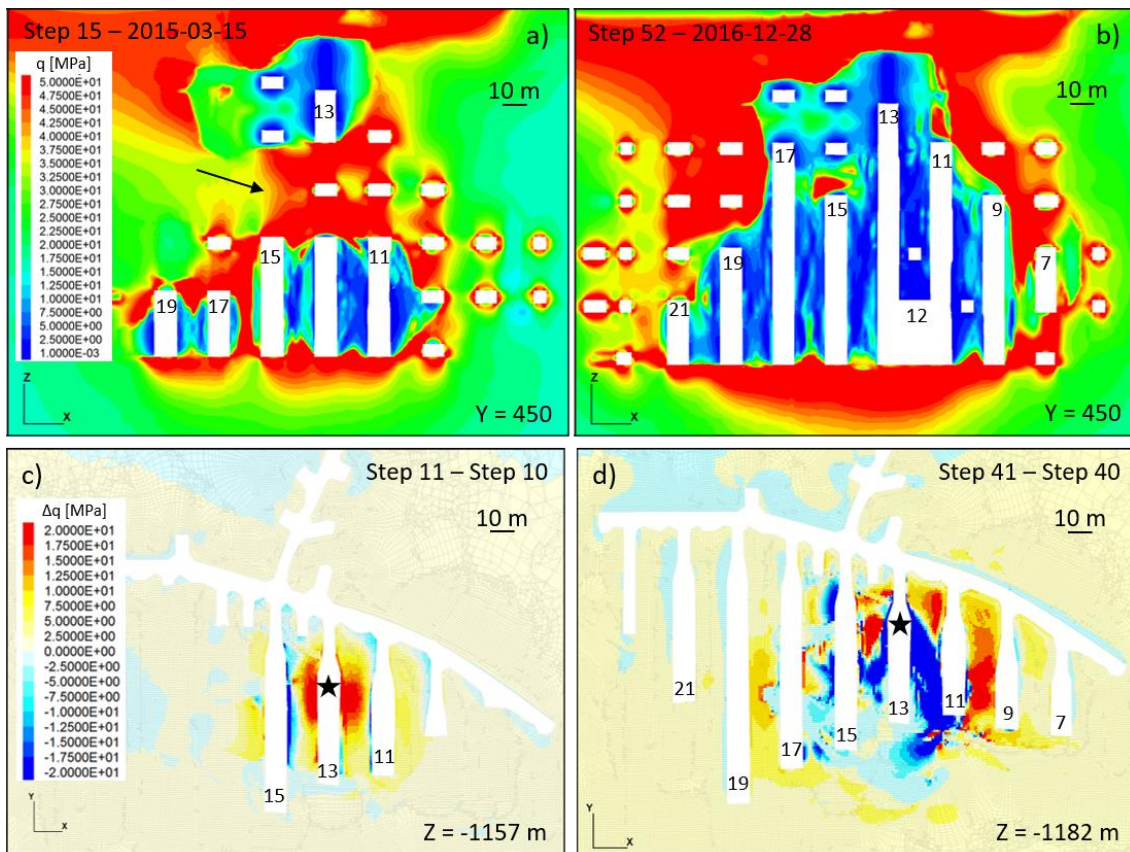 Step 15 – 2015-03-15
a)
q [MPa]
5.0000E+01
4.7500E+01
4.5000E+01
4.2500E+01
4.0000E+01
3.7500E+01
3.5000E+01
3.2500E+01
3.0000E+01
2.7500E+01
2.5000E+01
2.2500E+01
2.0000E+01
1.7500E+01
1.5000E+01
1.2500E+01
1.0000E+01
7.5000E+00
5.0000E+00
2.5000E+00
1.0000E-03
10 m
13
15
11
19
17
Z
X
Y = 450
Step 52 – 2016-12-28
b)
10 m
13
17
11
15
9
19
7
21
12
Z
X
Y = 450
c)
Step 11 – Step 10
Δq [MPa]
2.0000E+01
1.7500E+01
1.5000E+01
1.2500E+01
1.0000E+01
7.5000E+00
5.0000E+00
2.5000E+00
0.0000E+00
-2.5000E+00
-5.0000E+00
-7.5000E+00
-1.0000E+01
-1.2500E+01
-1.5000E+01
-1.7500E+01
-2.0000E+01
10 m
11
13
15
Y
X
Z = -1157 m
d)
Step 41 – Step 40
10 m
21
11
9
7
13
15
17
19
Y
X
Z = -1182 m